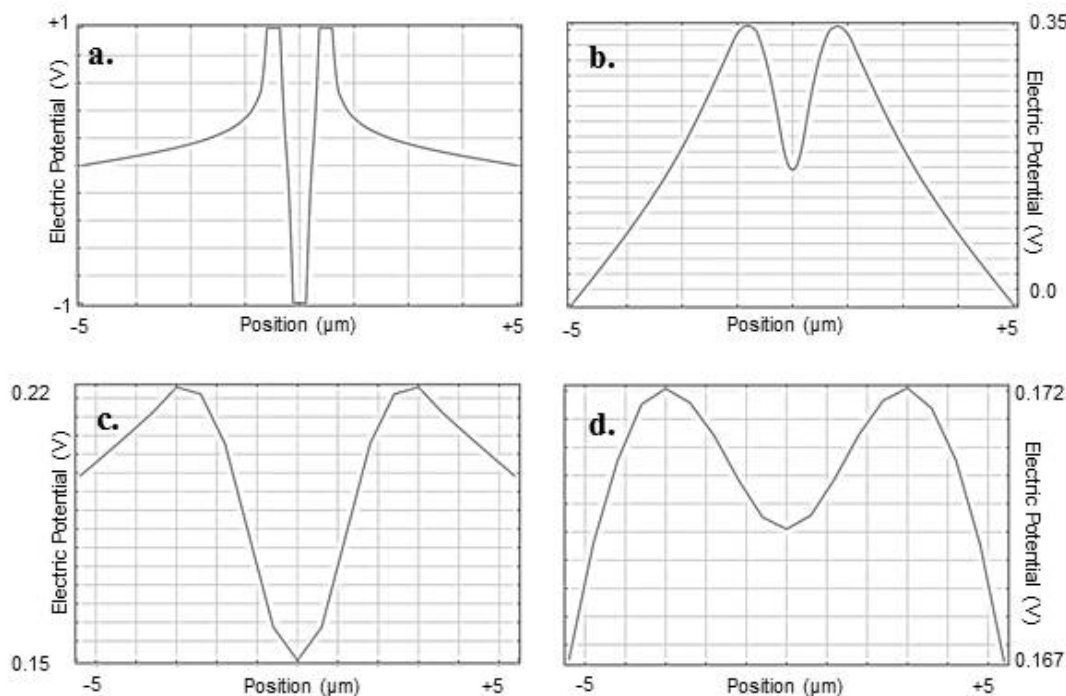 +1
a.
Electric Potential (V)
-1
-5
Position (µm)
+5
0.35
b.
Electric Potential (V)
0.0
-5
Position (µm)
+5
0.22
c.
Electric Potential (V)
0.15
-5
Position (µm)
+5
0.172
d.
Electric Potential (V)
0.167
-5
Position (µm)
+5